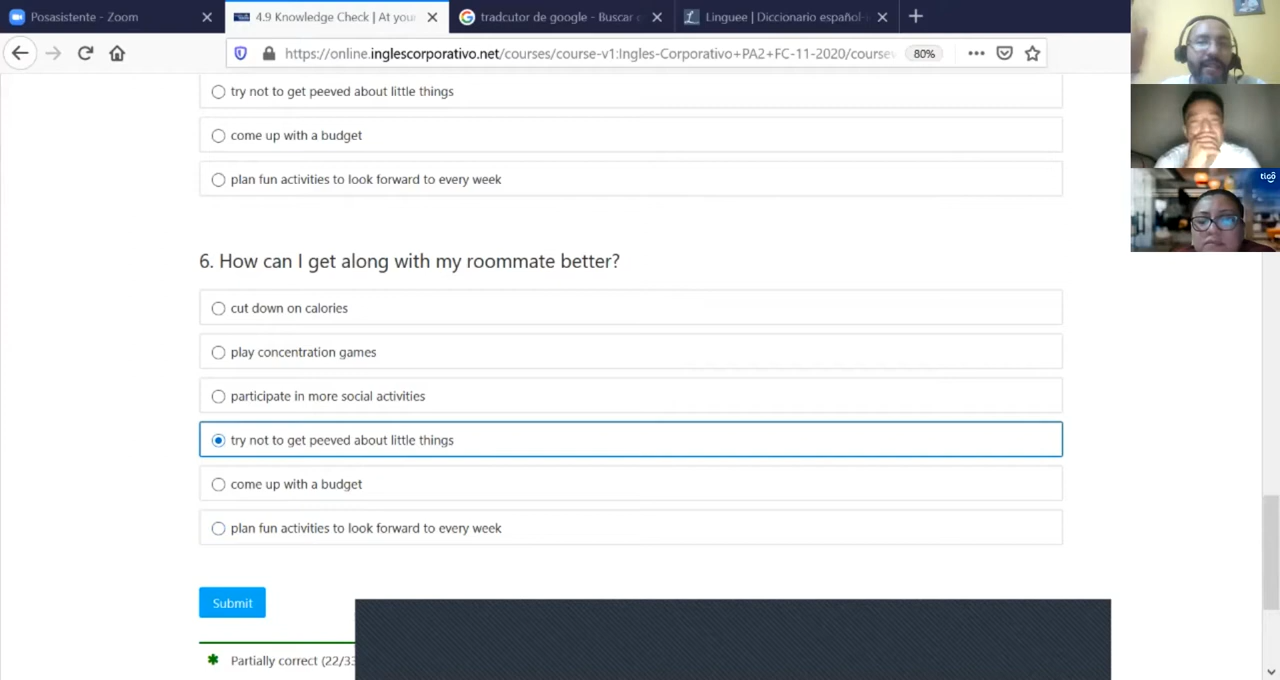 Posasistente - Zoom
4.9 Knowledge Check | At you
tradcutor de google - Buscar
Linguee | Diccionario español-
https://online.inglescorporativo.net/courses/course-v1:Ingles-Corporativo+PA2+FC-11-2020/course
80%
tigo
try not to get peeved about little things
come up with a budget
plan fun activities to look forward to every week
6. How can I get along with my roommate better?
cut down on calories
play concentration games
participate in more social activities
try not to get peeved about little things
come up with a budget
plan fun activities to look forward to every week
Submit
Partially correct (22/33